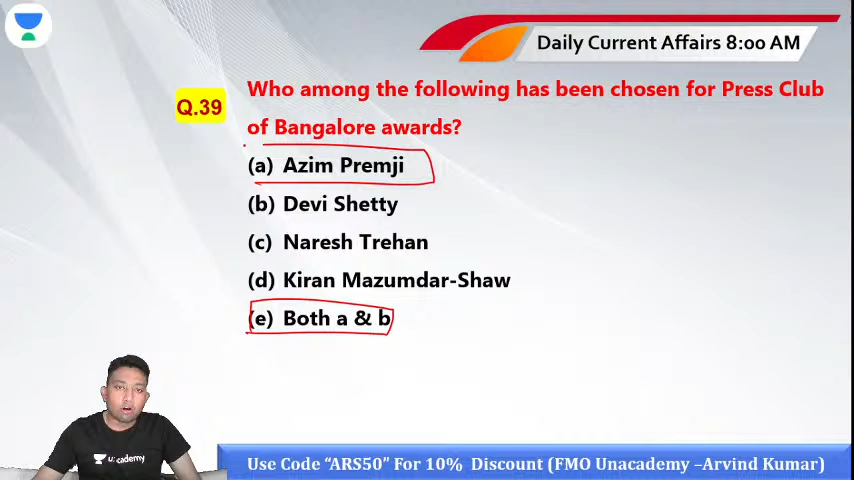 Daily Current Affairs 8:00 AM
Q.39
Who among the following has been chosen for Press Club
of Bangalore awards?
(a) Azim Premji
(b) Devi Shetty
(c) Naresh Trehan
(d) Kiran Mazumdar-Shaw
(e) Both a & b
unacademy
Use Code “ARS50” For 10% Discount (FMO Unacademy –Arvind Kumar)